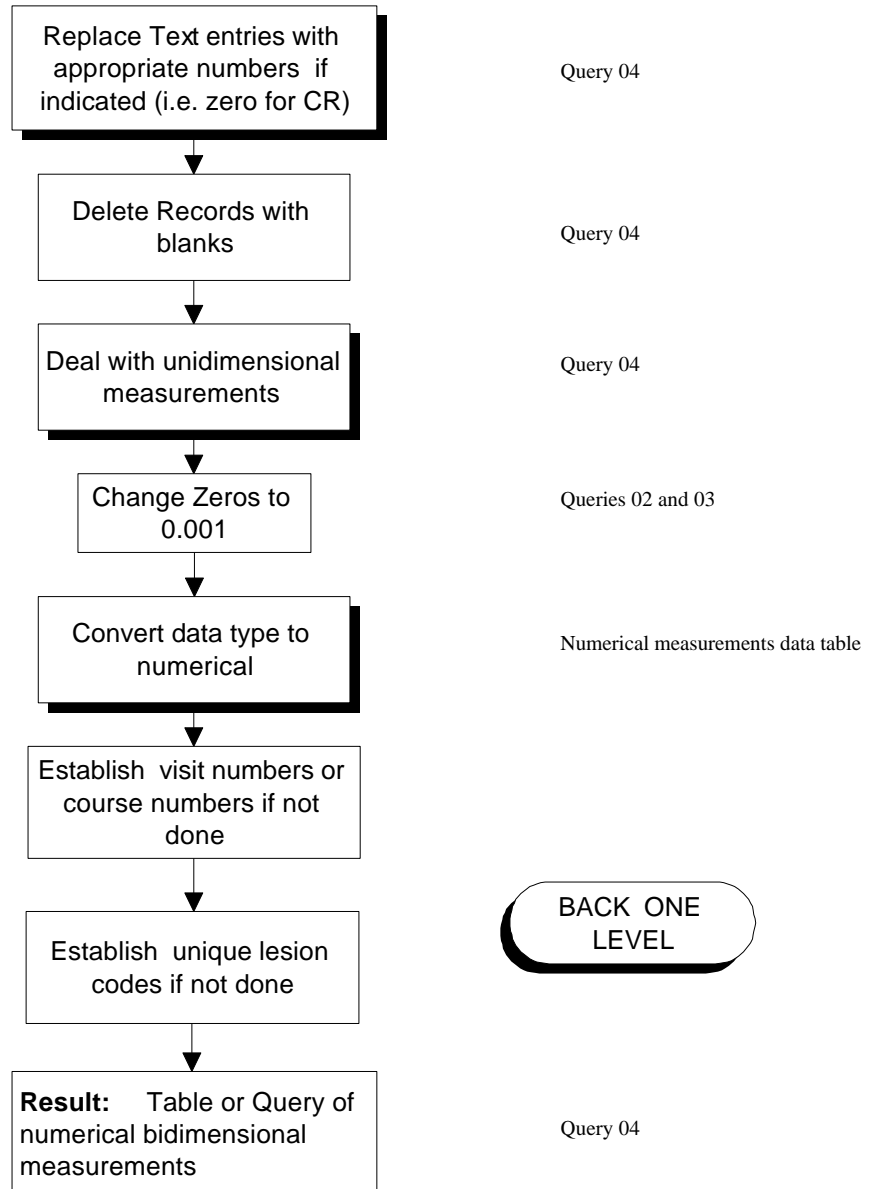 Replace Text entries with
appropriate numbers  if
indicated (i.e. zero for CR)
Query 04
Delete Records with
blanks
Query 04
Deal with unidimensional
measurements
Query 04
Change Zeros to
0.001
Queries 02 and 03
Convert data type to
numerical
Numerical measurements data table
Establish  visit numbers or
course numbers if not
done
BACK  ONE
LEVEL
Establish  unique lesion
codes if not done
Result:    Table or Query of
numerical bidimensional
measurements
Query 04